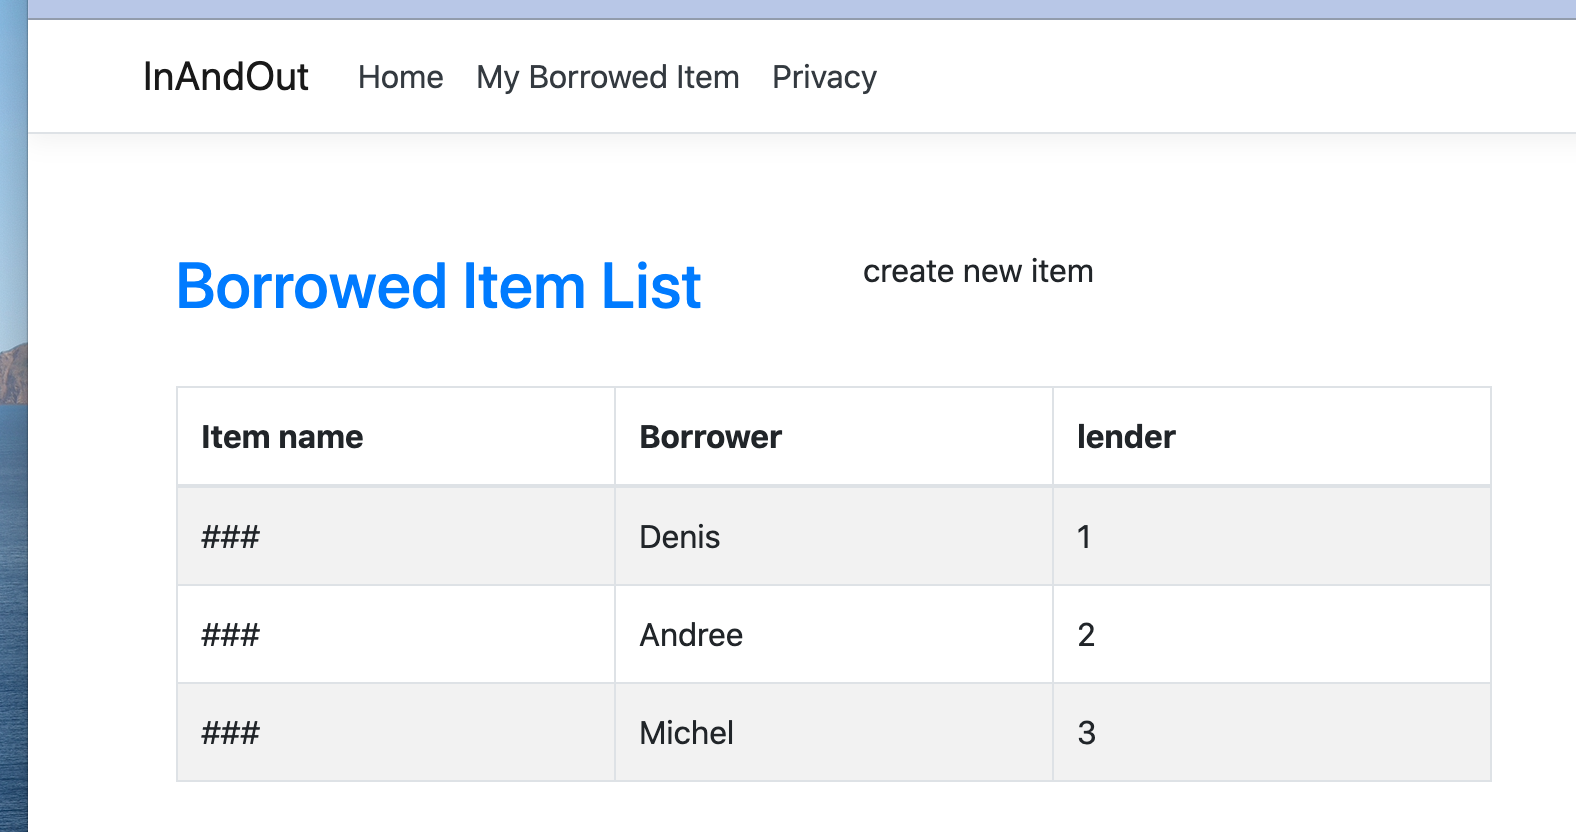 InAndOut Home My Borrowed Item Privacy
Borrowed Item List create new item
Item name Borrower lender
### Denis 1
### Andree 2
### Michel 3